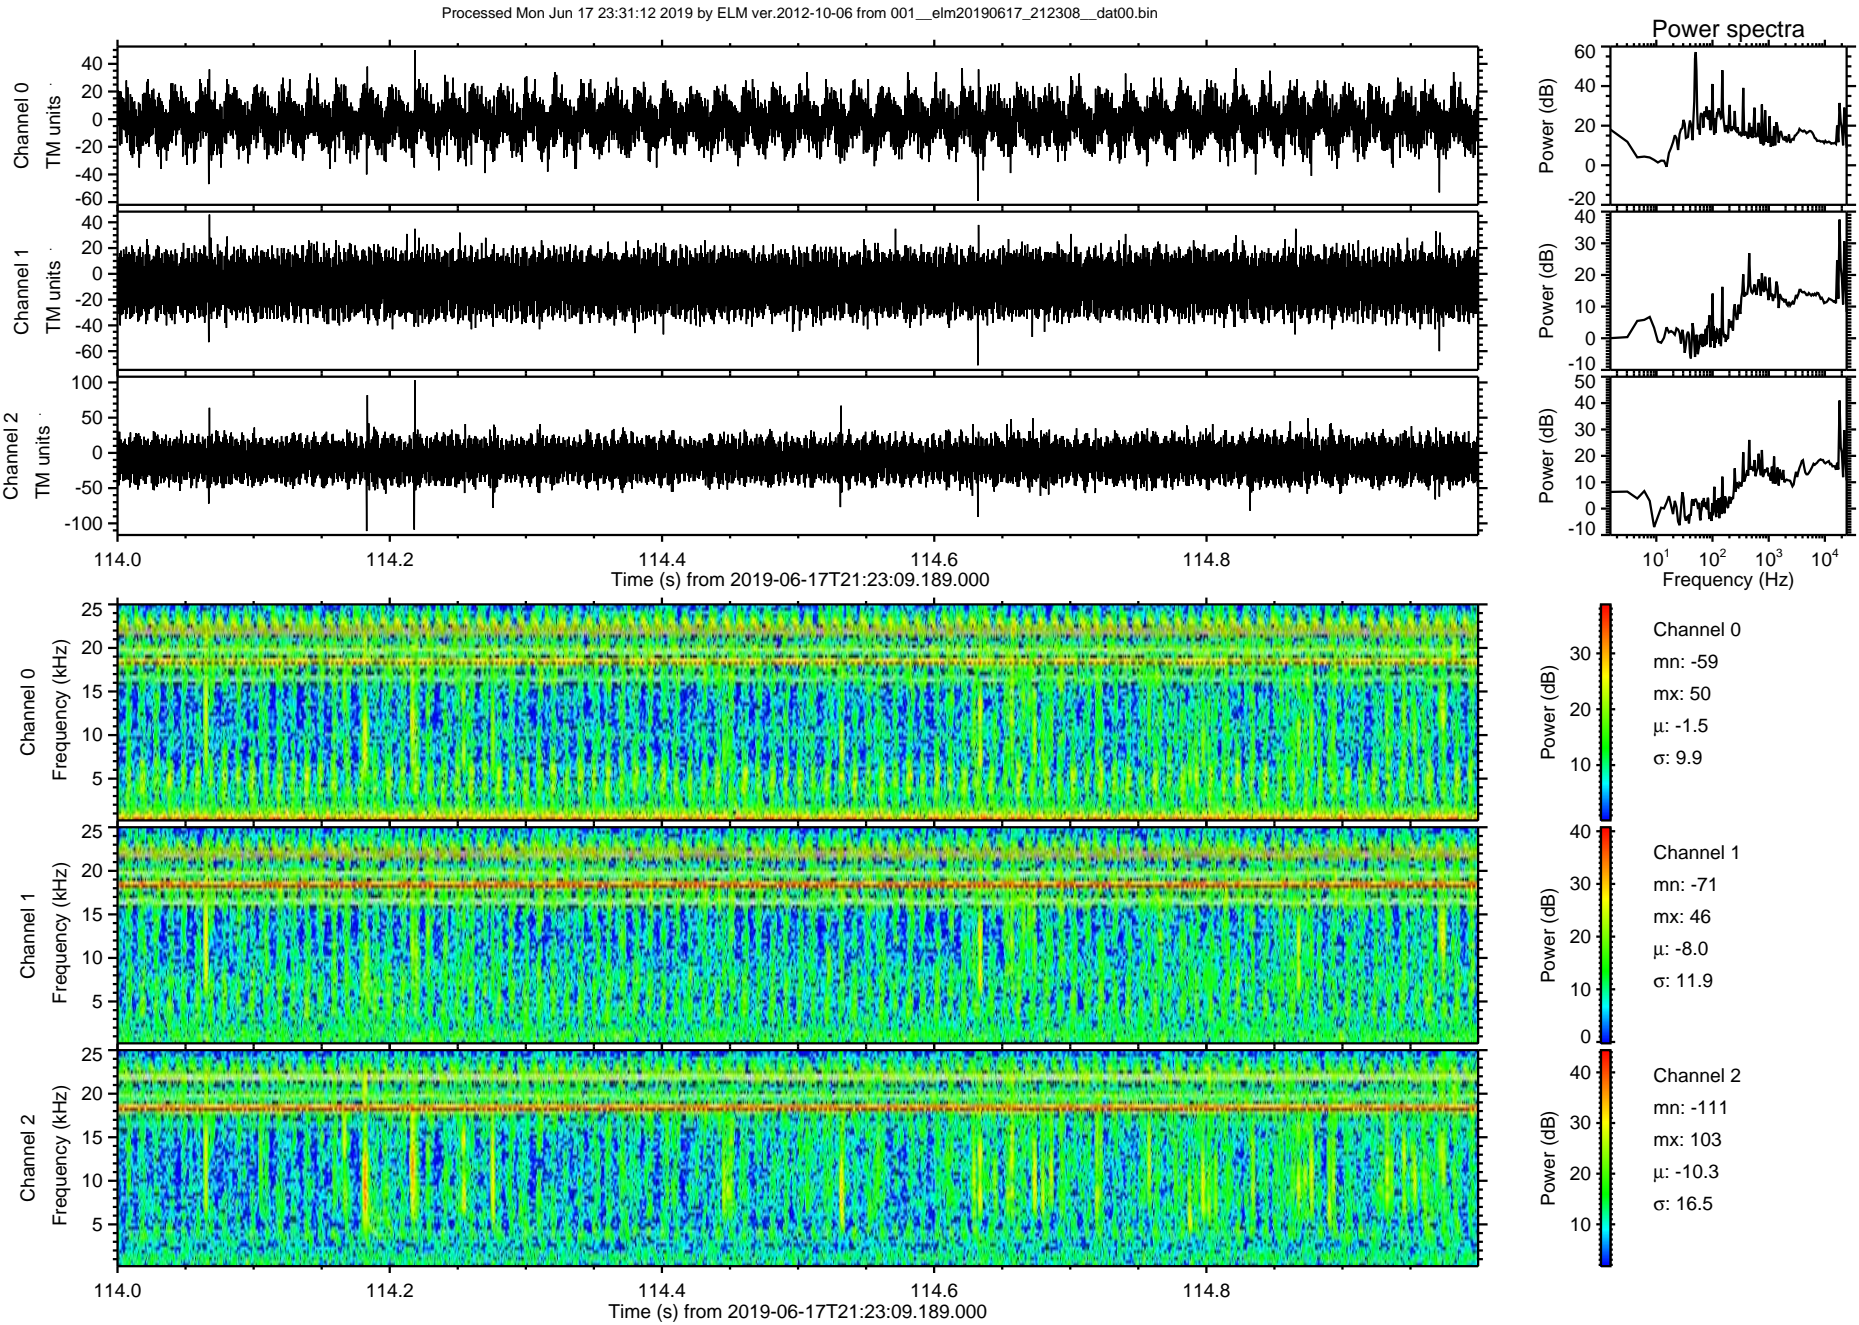 Processed Mon Jun 17 23:31:12 2019 by ELM ver.2012-10-06 from 001__elm20190617_212308__dat00.bin
Power spectra
Channel 0
TM units
40
20
0
-20
-40
-60
Power (dB)
60
40
20
0
-20
Channel 1
TM units
40
20
0
-20
-40
-60
Power (dB)
40
30
20
10
0
-10
Channel 2
TM units
100
50
0
-50
-100
Power (dB)
50
40
30
20
10
0
-10
114.0 114.2 114.4 114.6 114.8
Time (s) from 2019-06-17T21:23:09.189.000
10^1 10^2 10^3 10^4
Frequency (Hz)
Channel 0
Frequency (kHz)
25
20
15
10
5
Power (dB)
30
20
10
Channel 0
mn: -59
mx: 50
μ: -1.5
σ: 9.9
Channel 1
Frequency (kHz)
25
20
15
10
5
Power (dB)
40
30
20
10
0
Channel 1
mn: -71
mx: 46
μ: -8.0
σ: 11.9
Channel 2
Frequency (kHz)
25
20
15
10
5
Power (dB)
40
30
20
10
Channel 2
mn: -111
mx: 103
μ: -10.3
σ: 16.5
114.0 114.2 114.4 114.6 114.8
Time (s) from 2019-06-17T21:23:09.189.000